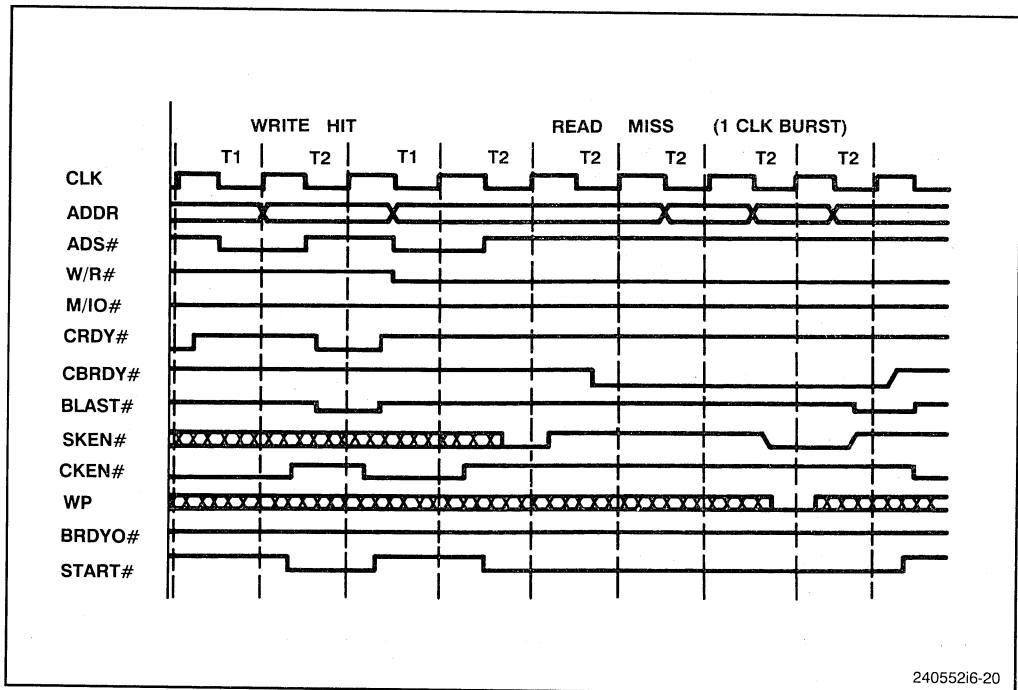 WRITE HIT READ MISS (1 CLK BURST)
T1 T2 T1 T2 T2 T2 T2 T2
CLK
ADDR
ADS#
W/R#
M/IO#
CRDY#
CBRDY#
BLAST#
SKEN#
CKEN#
WP
BRDYO#
START#
240552i6-20